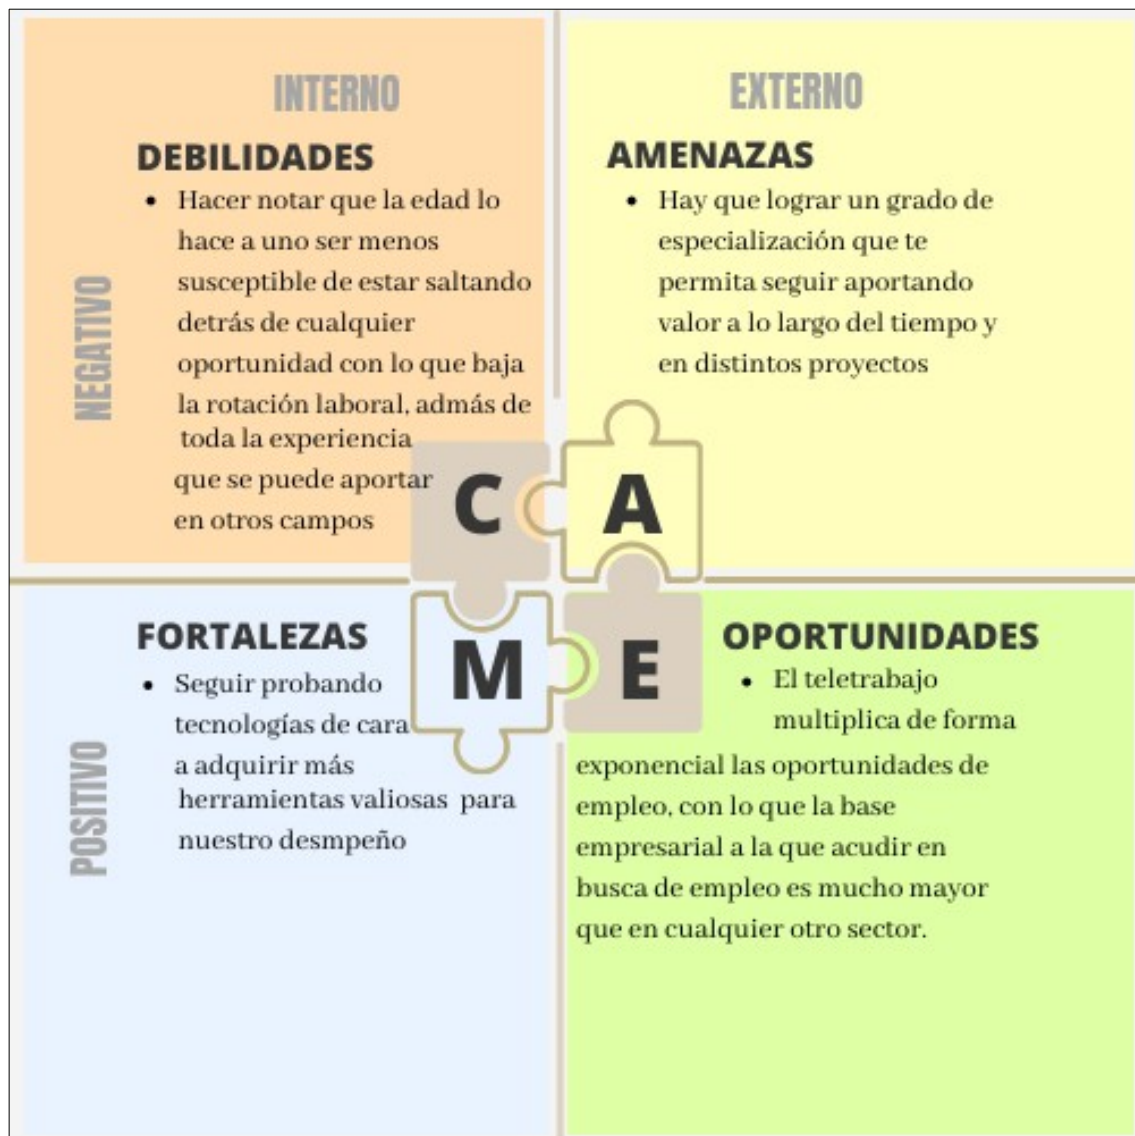 INTERNO
EXTERNO
NEGATIVO
DEBILIDADES
• Hacer notar que la edad lo
hace a uno ser menos
susceptible de estar saltando
detrás de cualquier
oportunidad con lo que baja
la rotación laboral, admás de
toda la experiencia
que se puede aportar
en otros campos
AMENAZAS
• Hay que lograr un grado de
especialización que te
permita seguir aportando
valor a lo largo del tiempo y
en distintos proyectos
C
A
M
E
POSITIVO
FORTALEZAS
• Seguir probando
tecnologías de cara
a adquirir más
herramientas valiosas para
nuestro desmpeño
OPORTUNIDADES
• El teletrabajo
multiplica de forma
exponencial las oportunidades de
empleo, con lo que la base
empresarial a la que acudir en
busca de empleo es mucho mayor
que en cualquier otro sector.